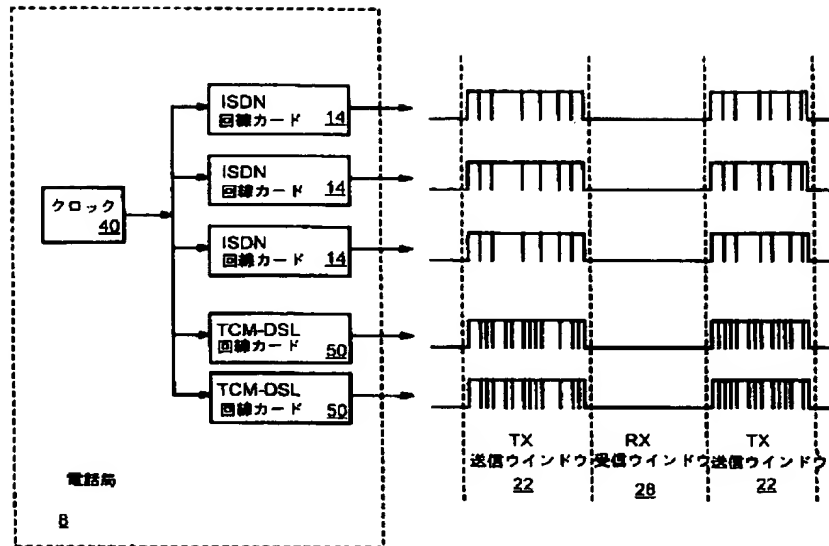 ISDN
回線カード 14
ISDN
回線カード 14
クロック
40
ISDN
回線カード 14
TCM-DSL
回線カード 50
TCM-DSL
回線カード 50
TX
送信ウインドウ
22
RX
受信ウインドウ
28
TX
送信ウインドウ
22
電話局
8